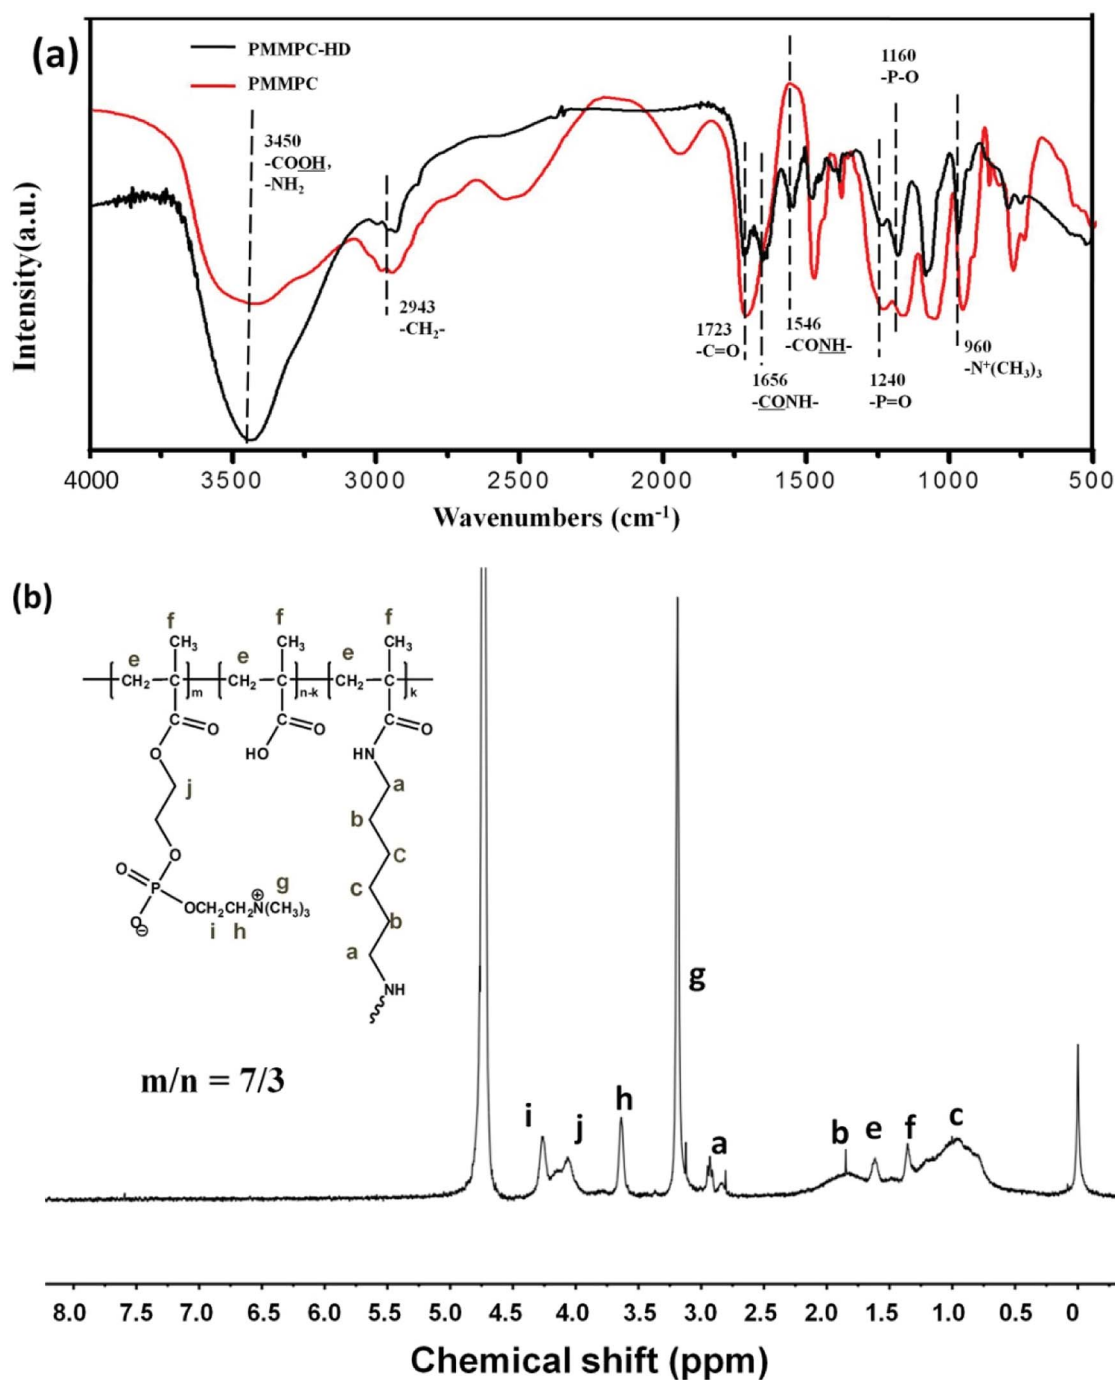 (a)
PMMPC-HD
PMMPC
3450
-COOH,
-NH₂
2943
-CH₂-
1723
-C=O
1656
-CONH-
1546
-CONH-
1160
-P-O
1240
-P=O
960
-N⁺(CH₃)₃
Intensity(a.u.)
4000 3500 3000 2500 2000 1500 1000 500
Wavenumbers (cm⁻¹)
(b)
f f f
CH₃ CH₃ CH₃
e e e
CH₂ C m CH₂ C n-k CH₂ C k
C O C O C O
O HO HN
j a
b
O C
O P c
O⊖ OCH₂CH₂N⊕(CH₃)₃ g
i h b
a
NH
m/n = 7/3
i j h g a b e f c
8.0 7.5 7.0 6.5 6.0 5.5 5.0 4.5 4.0 3.5 3.0 2.5 2.0 1.5 1.0 0.5 0
Chemical shift (ppm)